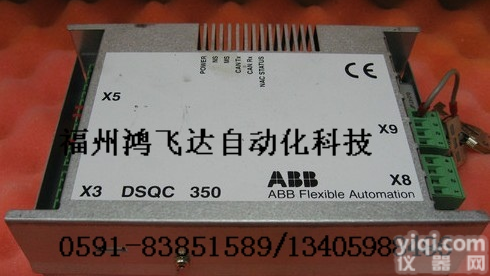 POWER
NS
MS
CAN Tx
CAN Rx
NAC STATUS
CE
X5
福州鸿飞达自动化科技
X9
X3 DSQC 350
ABB
X8
ABB Flexible Automation
0591-83851589/1340598
yiqi.com
仪器网